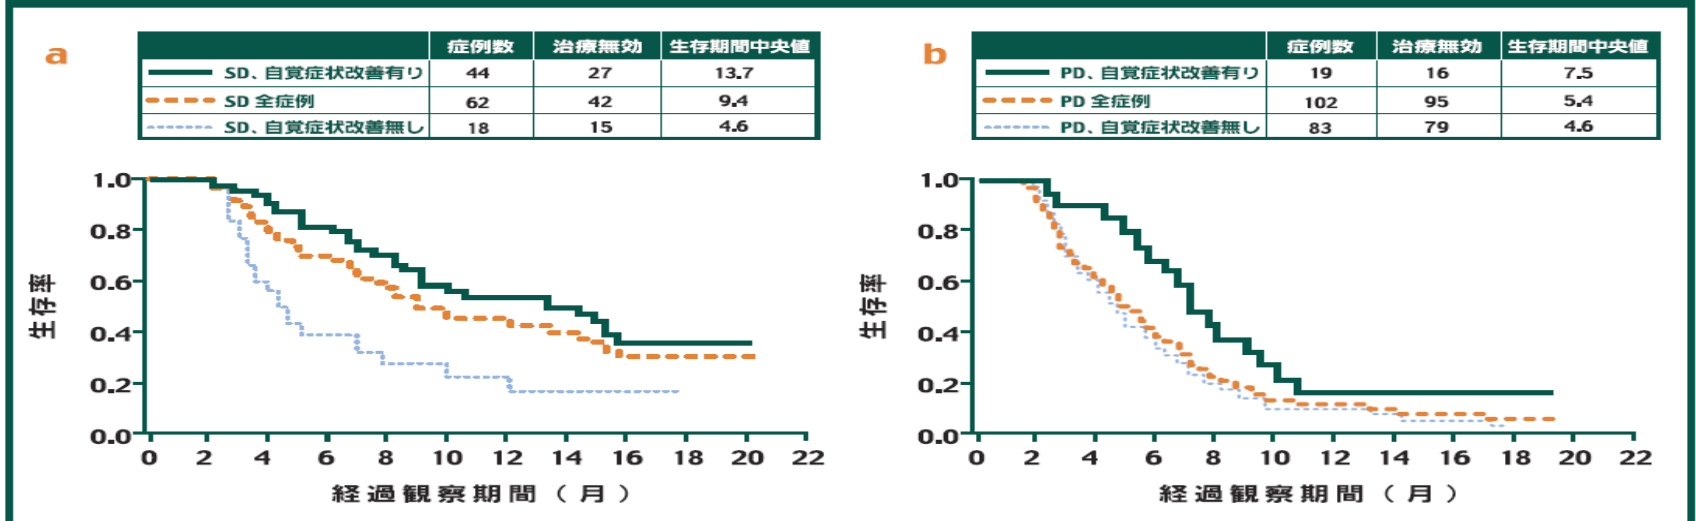 a
症例数 治療無効 生存期間中央値
SD、自覚症状改善有り 44 27 13.7
SD 全症例 62 42 9.4
SD、自覚症状改善無し 18 15 4.6
生存率
1.0
0.8
0.6
0.4
0.2
0.0
0 2 4 6 8 10 12 14 16 18 20 22
経過観察期間（月）
b
症例数 治療無効 生存期間中央値
PD、自覚症状改善有り 19 16 7.5
PD 全症例 102 95 5.4
PD、自覚症状改善無し 83 79 4.6
生存率
1.0
0.8
0.6
0.4
0.2
0.0
0 2 4 6 8 10 12 14 16 18 20 22
経過観察期間（月）